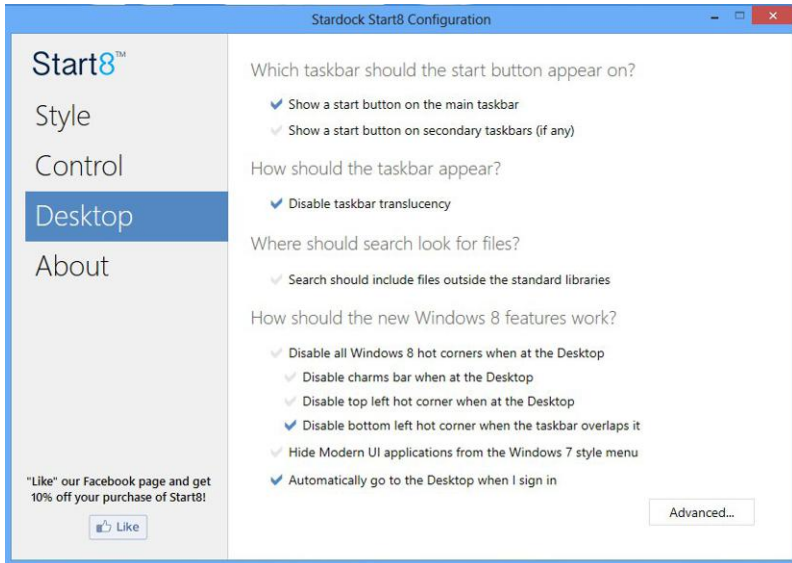 Stardock Start8 Configuration
Start8™
Style
Control
Desktop
About
"Like" our Facebook page and get
10% off your purchase of Start8!
Like
Which taskbar should the start button appear on?
Show a start button on the main taskbar
Show a start button on secondary taskbars (if any)
How should the taskbar appear?
Disable taskbar translucency
Where should search look for files?
Search should include files outside the standard libraries
How should the new Windows 8 features work?
Disable all Windows 8 hot corners when at the Desktop
Disable charms bar when at the Desktop
Disable top left hot corner when at the Desktop
Disable bottom left hot corner when the taskbar overlaps it
Hide Modern UI applications from the Windows 7 style menu
Automatically go to the Desktop when I sign in
Advanced...